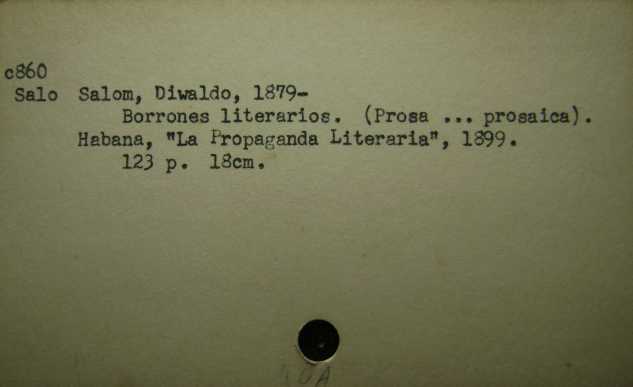 c860
Salo Salom, Diwaldo, 1879-
Borrones literarios. (Prosa ... prosaica).
Habana, "La Propaganda Literaria", 1899.
123 p. 18cm.